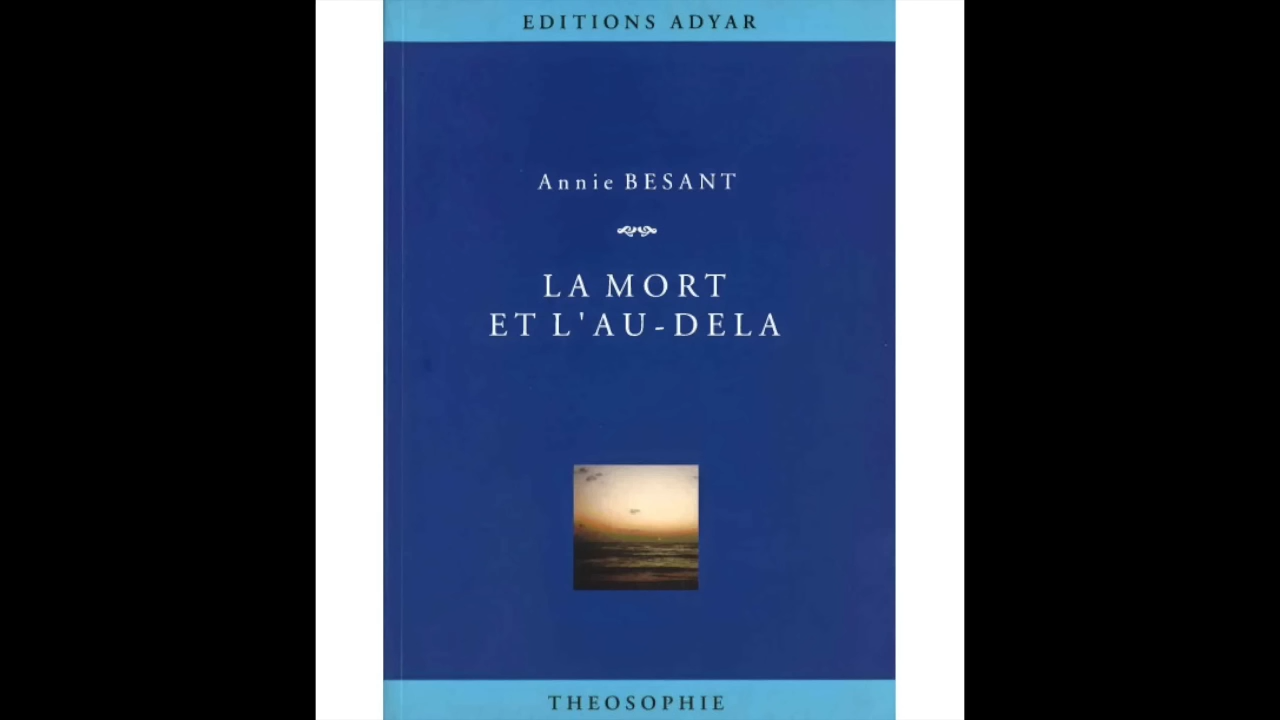 EDITIONS ADYAR
Annie BESANT
LA MORT
ET L'AU-DELA
THEOSOPHIE